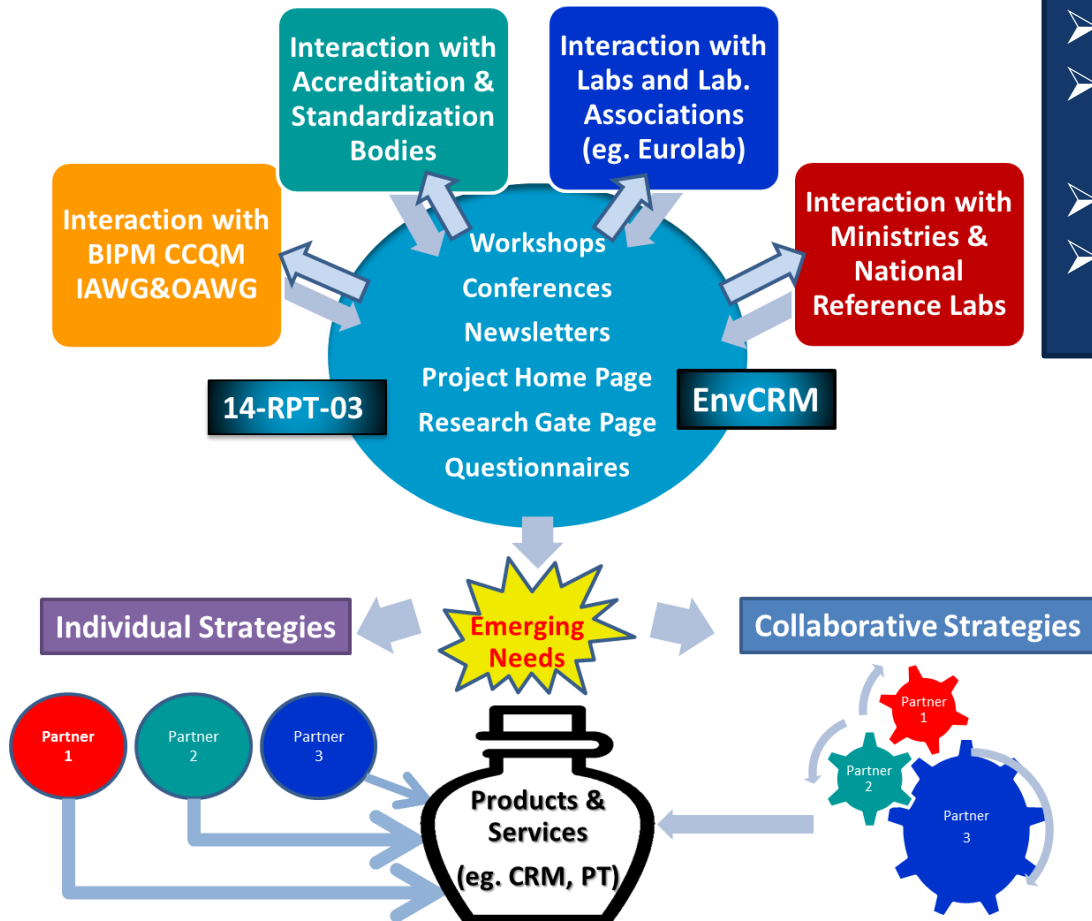 Interaction with
Accreditation &
Standardization
Bodies
Interaction with
Labs and Lab.
Associations
(eg. Eurolab)
Interaction with
BIPM CCQM
IAWG&OAWG
Interaction with
Ministries &
National
Reference Labs
Workshops
Conferences
Newsletters
Project Home Page
Research Gate Page
Questionnaires
14-RPT-03
EnvCRM
Individual Strategies
Emerging
Needs
Collaborative Strategies
Partner
1
Partner
2
Partner
3
Products &
Services
(eg. CRM, PT)
Partner
1
Partner
2
Partner
3